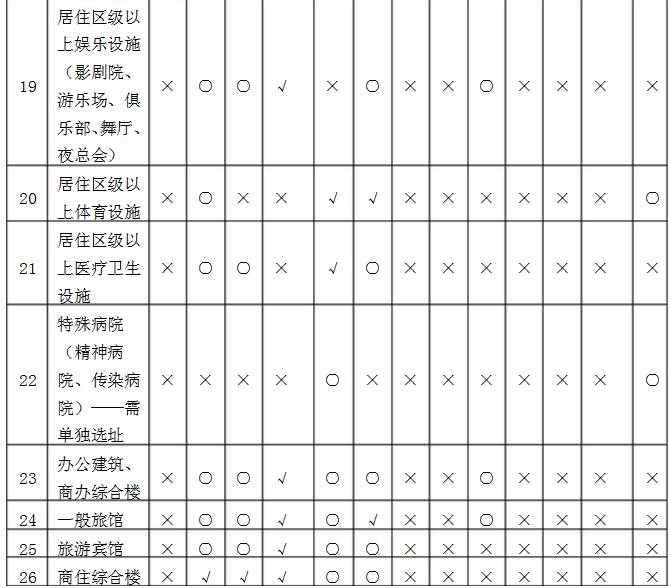 居住区级以
上娱乐设施
（影剧院、
19 游乐场、俱 × ○ ○ √ × ○ × × ○ × × × ×
乐部、舞厅、
夜总会）
20 居住区级以 × ○ × × √ √ × × × × × × ○
上体育设施
居住区级以
21 上医疗卫生 × ○ ○ × √ ○ × × × × × × ×
设施
特殊病院
（精神病
22 院、传染病 × × × × ○ × × × × × × × ○
院）——需
单独选址
23 办公建筑、 × ○ ○ √ ○ ○ × × ○ × × × ×
商办综合楼
24 一般旅馆 × ○ ○ √ ○ √ × × ○ × × × ×
25 旅游宾馆 × ○ ○ √ ○ ○ × × × × × × ×
26 商住综合楼 × √ √ √ ○ ○ × × × × × × ×